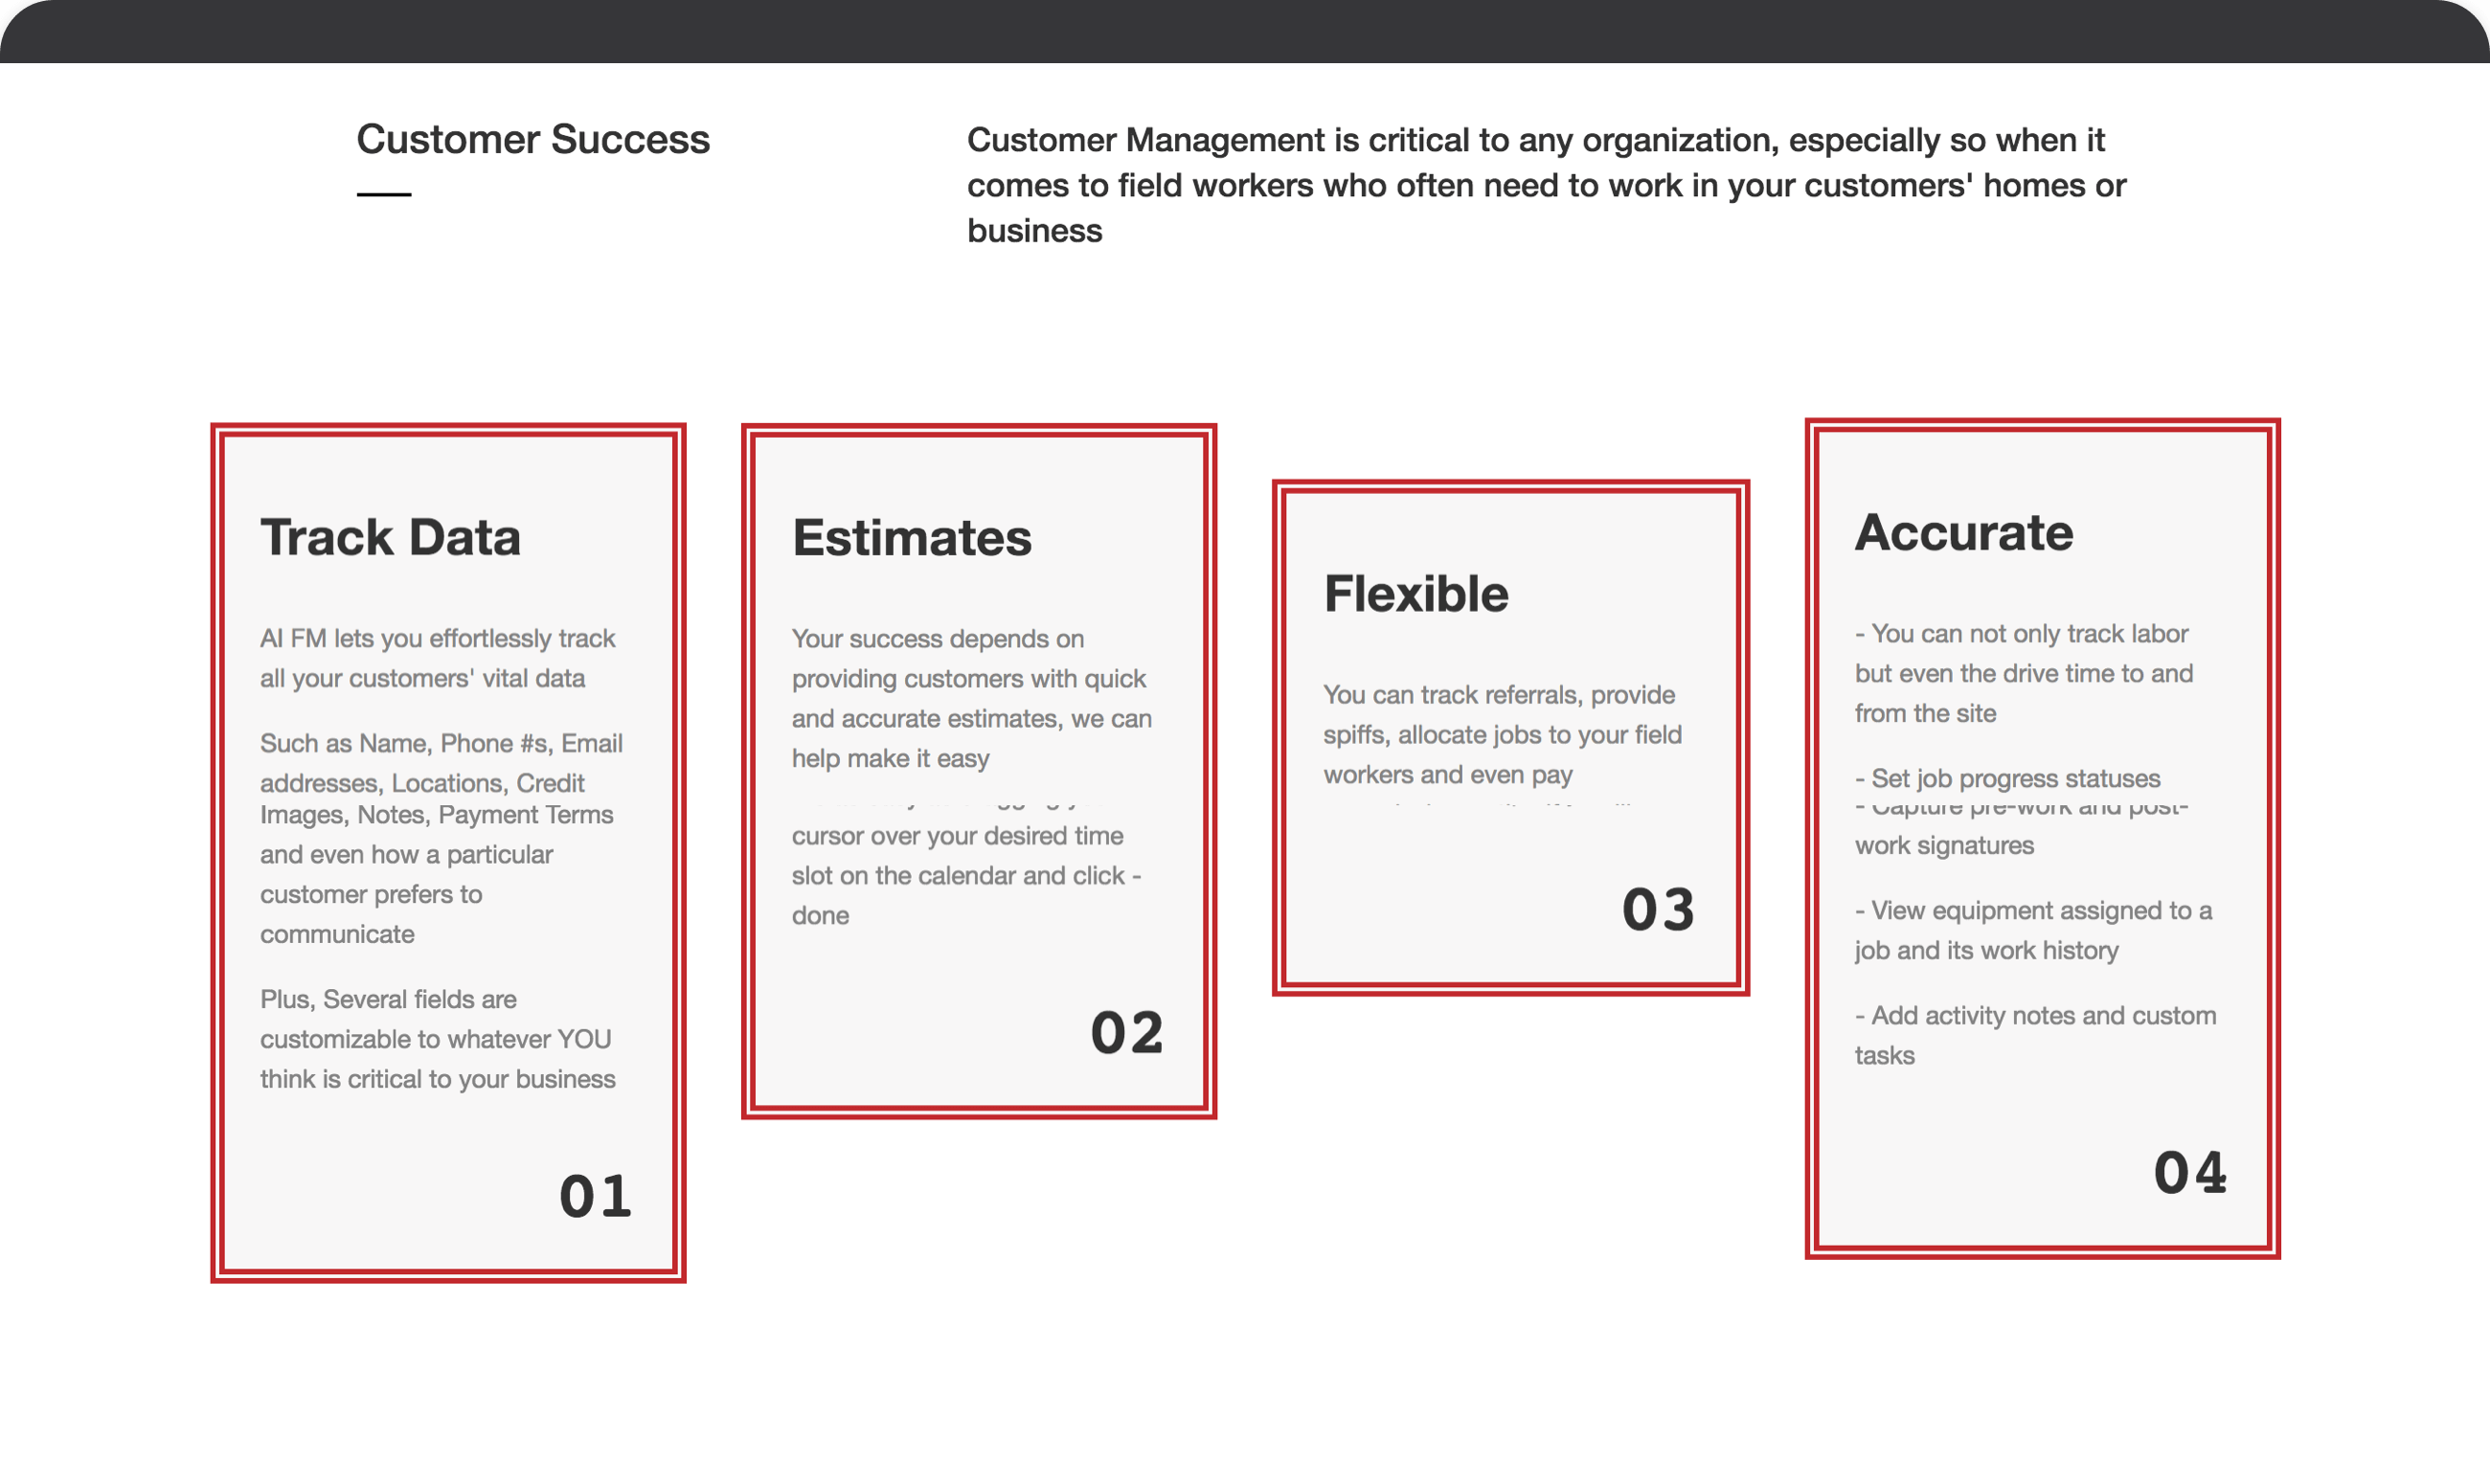 Customer Success
Customer Management is critical to any organization, especially so when it
comes to field workers who often need to work in your customers' homes or
business
Track Data
AI FM lets you effortlessly track
all your customers' vital data
Such as Name, Phone #s, Email
addresses, Locations, Credit
Images, Notes, Payment Terms
and even how a particular
customer prefers to
communicate
Plus, Several fields are
customizable to whatever YOU
think is critical to your business
01
Estimates
Your success depends on
providing customers with quick
and accurate estimates, we can
help make it easy
cursor over your desired time
slot on the calendar and click -
done
02
Flexible
You can track referrals, provide
spiffs, allocate jobs to your field
workers and even pay
03
Accurate
- You can not only track labor
but even the drive time to and
from the site
- Set job progress statuses
- Capture pre-work and post-
work signatures
- View equipment assigned to a
job and its work history
- Add activity notes and custom
tasks
04